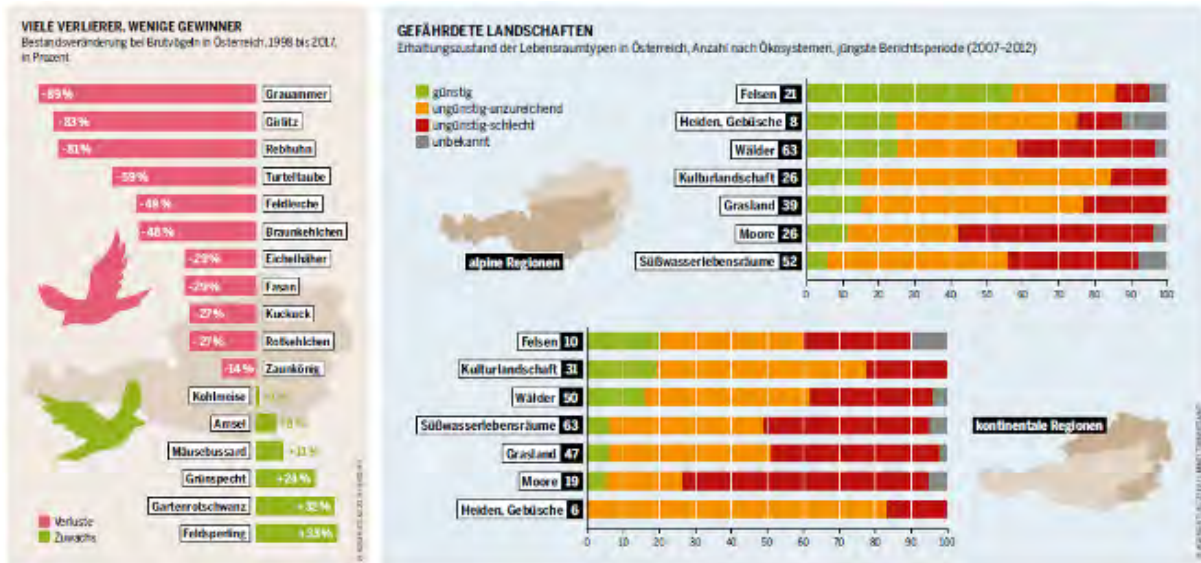 VIELE VERLIERER, WENIGE GEWINNER
Bestandsveränderung bei Brutvögeln in Österreich, 1998 bis 2017,
in Prozent
-89% Grauammer
-83% Girlitz
-81% Rebhuhn
-59% Turteltaube
-49% Feldlerche
-48% Braunkehlchen
-29% Eichelhäher
-29% Fasan
-27% Kuckuck
-27% Rotkehlchen
-14% Zaunkönig
Kohlmeise
Amsel
Mäusebussard +11%
Grünspecht +24%
Gartenrotschwanz +32%
Feldsperling +33%
Verluste
Zuwachs
GEFÄHRDETE LANDSCHAFTEN
Erhaltungszustand der Lebensraumtypen in Österreich, Anzahl nach Ökosystemen, jüngste Berichtsperiode (2007–2012)
günstig
ungünstig-unzureichend
ungünstig-schlecht
unbekannt
alpine Regionen
Felsen 21
Heiden, Gebüsche 8
Wälder 63
Kulturlandschaft 26
Grasland 39
Moore 26
Süßwasserlebensräume 52
0 10 20 30 40 50 60 70 80 90 100
Felsen 10
Kulturlandschaft 31
Wälder 50
Süßwasserlebensräume 63
Grasland 47
Moore 19
Heiden, Gebüsche 6
0 10 20 30 40 50 60 70 80 90 100
kontinentale Regionen